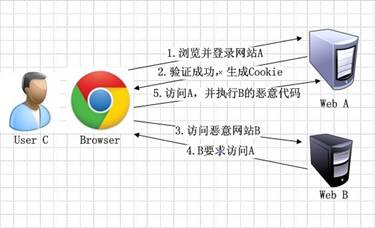 1.浏览并登录网站A
2.验证成功，生成Cookie
5.访问A，并执行B的恶意代码
3.访问恶意网站B
4.B要求访问A
User C
Browser
Web A
Web B